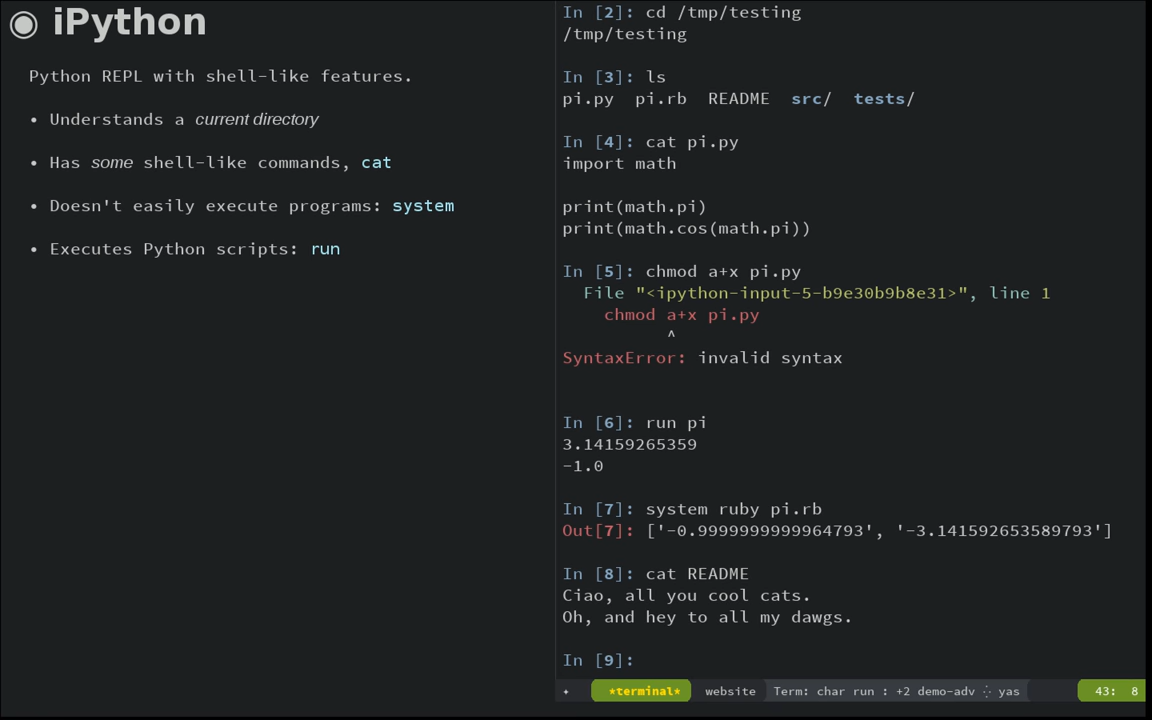 ◉ iPython
Python REPL with shell-like features.
• Understands a current directory
• Has some shell-like commands, cat
• Doesn't easily execute programs: system
• Executes Python scripts: run
In [2]: cd /tmp/testing
/tmp/testing
In [3]: ls
pi.py  pi.rb  README  src/  tests/
In [4]: cat pi.py
import math
print(math.pi)
print(math.cos(math.pi))
In [5]: chmod a+x pi.py
  File "<ipython-input-5-b9e30b9b8e31>", line 1
    chmod a+x pi.py
          ^
SyntaxError: invalid syntax
In [6]: run pi
3.14159265359
-1.0
In [7]: system ruby pi.rb
Out[7]: ['-0.9999999999964793', '-3.141592653589793']
In [8]: cat README
Ciao, all you cool cats.
Oh, and hey to all my dawgs.
In [9]:
✦ *terminal* website Term: char run : +2 demo-adv ⁛ yas 43: 8